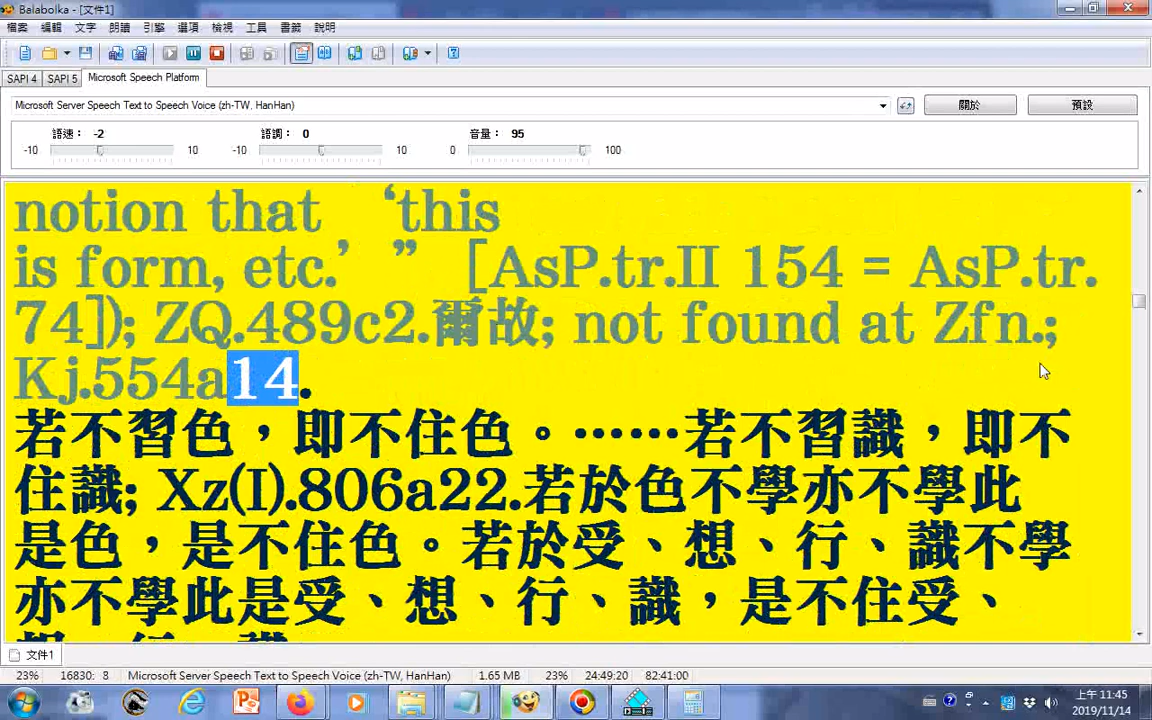 Balabolka - [文件1]
檔案 編輯 文字 朗讀 引擎 選項 檢視 工具 書籤 說明
SAPI 4 SAPI 5 Microsoft Speech Platform
Microsoft Server Speech Text to Speech Voice (zh-TW, HanHan) 關於 預設
語速： -2 語調： 0 音量： 95
-10 10 -10 10 0 100
notion that ‘this
is form, etc.’ ” [AsP.tr.II 154 = AsP.tr.
74]); ZQ.489c2.爾故; not found at Zfn.;
Kj.554a14.
若不習色，即不住色。……若不習識，即不
住識; Xz(I).806a22.若於色不學亦不學此
是色，是不住色。若於受、想、行、識不學
亦不學此是受、想、行、識，是不住受、
文件1
23% 16830: 8 Microsoft Server Speech Text to Speech Voice (zh-TW, HanHan) 1.65 MB 23% 24:49:20 82:41:00
上午 11:45
2019/11/14